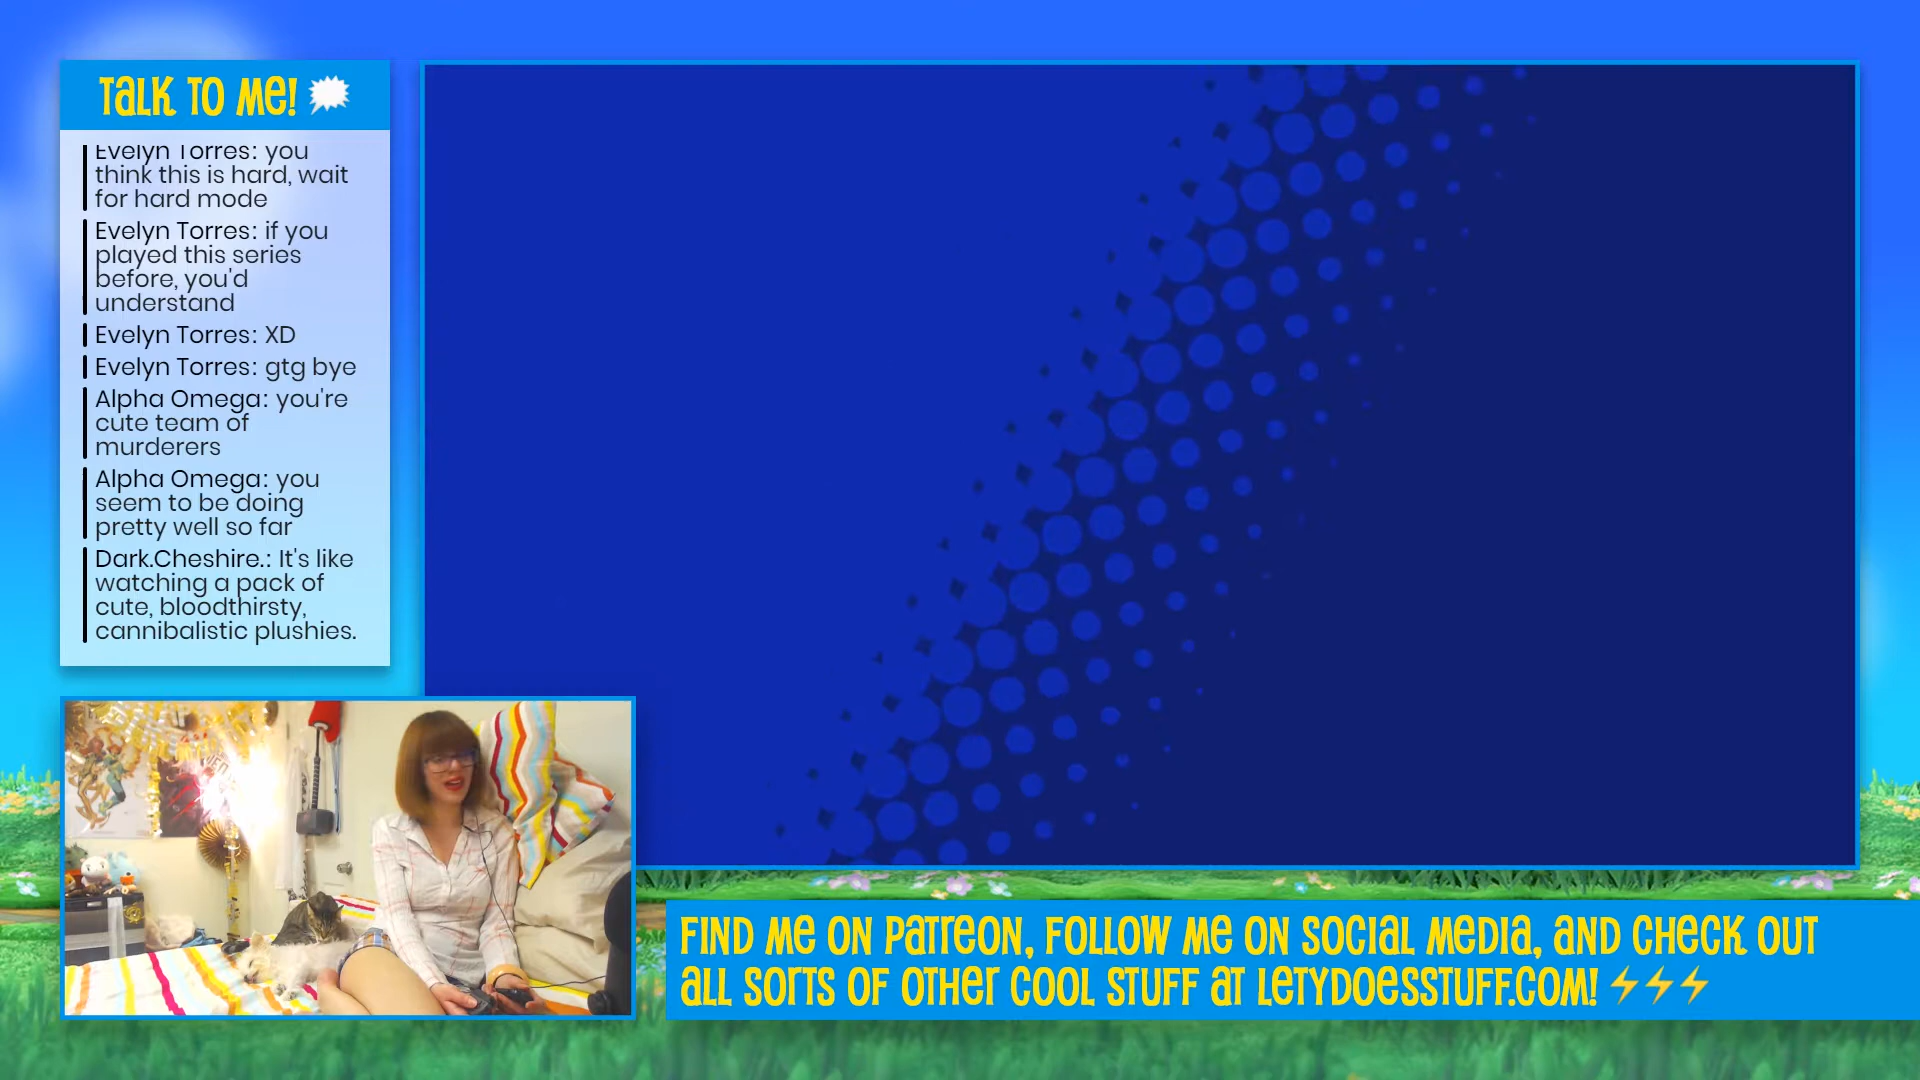 TALK TO ME!
Evelyn Torres: you
think this is hard, wait
for hard mode
Evelyn Torres: if you
played this series
before, you'd
understand
Evelyn Torres: XD
Evelyn Torres: gtg bye
Alpha Omega: you're
cute team of
murderers
Alpha Omega: you
seem to be doing
pretty well so far
Dark.Cheshire.: It's like
watching a pack of
cute, bloodthirsty,
cannibalistic plushies.
FIND ME ON PATREON, FOLLOW ME ON SOCIAL MEDIA, AND CHECK OUT
ALL SORTS OF OTHER COOL STUFF AT LETYDOESSTUFF.COM! ⚡⚡⚡